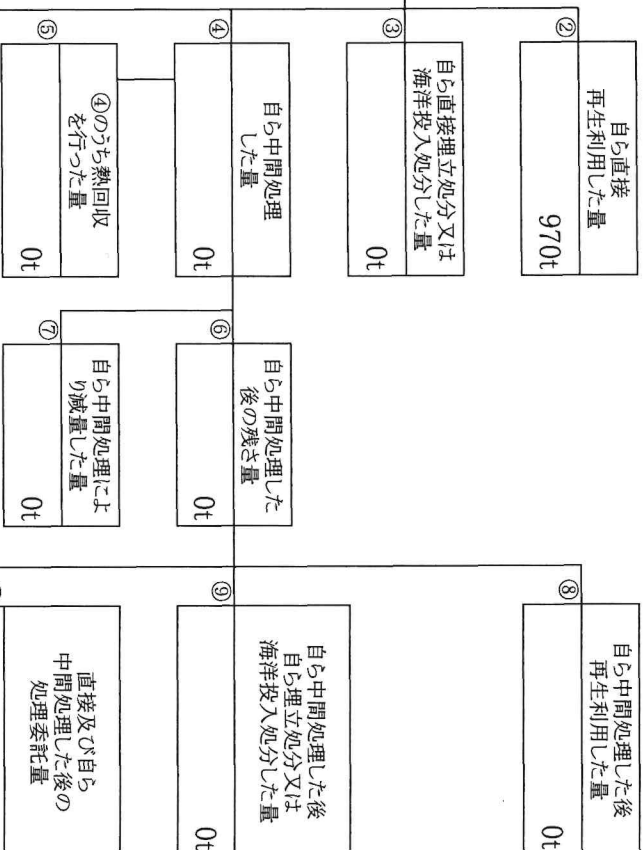 ②
自ら直接
再生利用した量
970t
③
自ら直接埋立処分又は
海洋投入処分した量
0t
④
自ら中間処理
した量
0t
⑤
④のうち熱回収
を行った量
0t
⑥
自ら中間処理した
後の残さ量
0t
⑦
自ら中間処理によ
り減量した量
0t
⑧
自ら中間処理した後
再生利用した量
0t
⑨
自ら中間処理した後
自ら埋立処分又は
海洋投入処分した量
0t
直接及び自ら
中間処理した後の
処理委託量